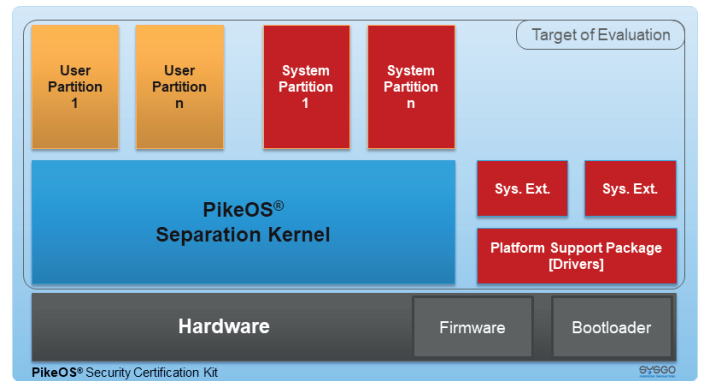 Target of Evaluation
User
Partition
1
User
Partition
n
System
Partition
1
System
Partition
n
PikeOS®
Separation Kernel
Sys. Ext.
Sys. Ext.
Platform Support Package
[Drivers]
Hardware
Firmware
Bootloader
PikeOS® Security Certification Kit
SYSGO